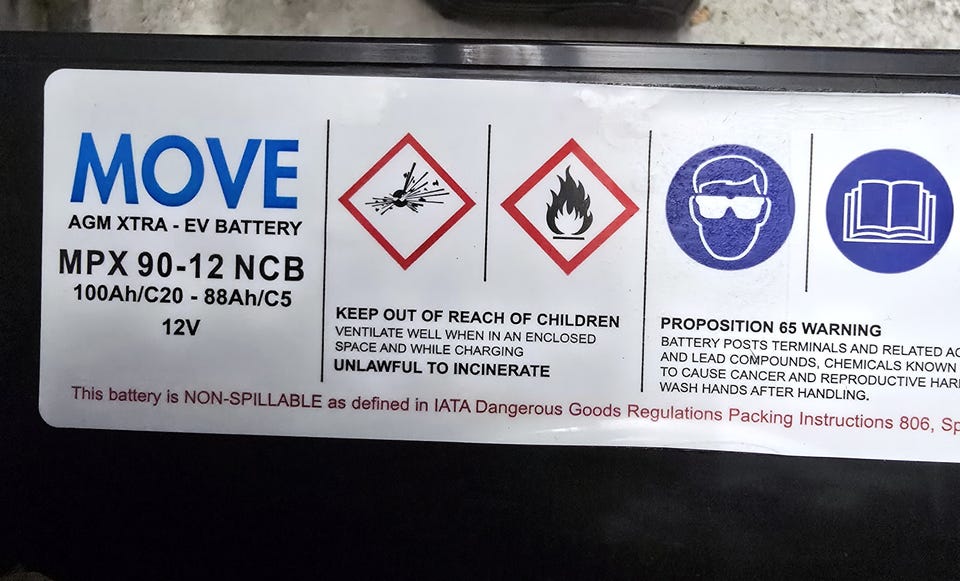 MOVE
AGM XTRA - EV BATTERY
MPX 90-12 NCB
100Ah/C20 - 88Ah/C5
12V
KEEP OUT OF REACH OF CHILDREN
VENTILATE WELL WHEN IN AN ENCLOSED
SPACE AND WHILE CHARGING
UNLAWFUL TO INCINERATE
PROPOSITION 65 WARNING
BATTERY POSTS TERMINALS AND RELATED
AND LEAD COMPOUNDS, CHEMICALS KNOWN
TO CAUSE CANCER AND REPRODUCTIVE
WASH HANDS AFTER HANDLING.
This battery is NON-SPILLABLE as defined in IATA Dangerous Goods Regulations Packing Instructions 806,